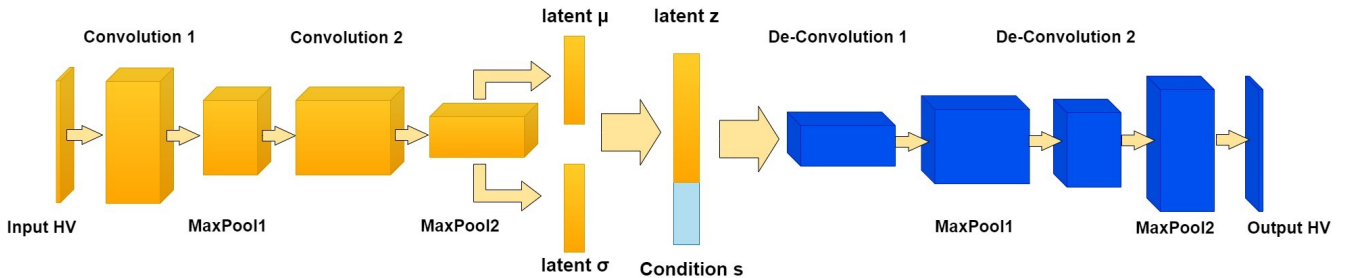 latent μ
latent z
Convolution 1
Convolution 2
De-Convolution 1
De-Convolution 2
Input HV
MaxPool1
MaxPool2
MaxPool1
MaxPool2
Output HV
latent σ
Condition s